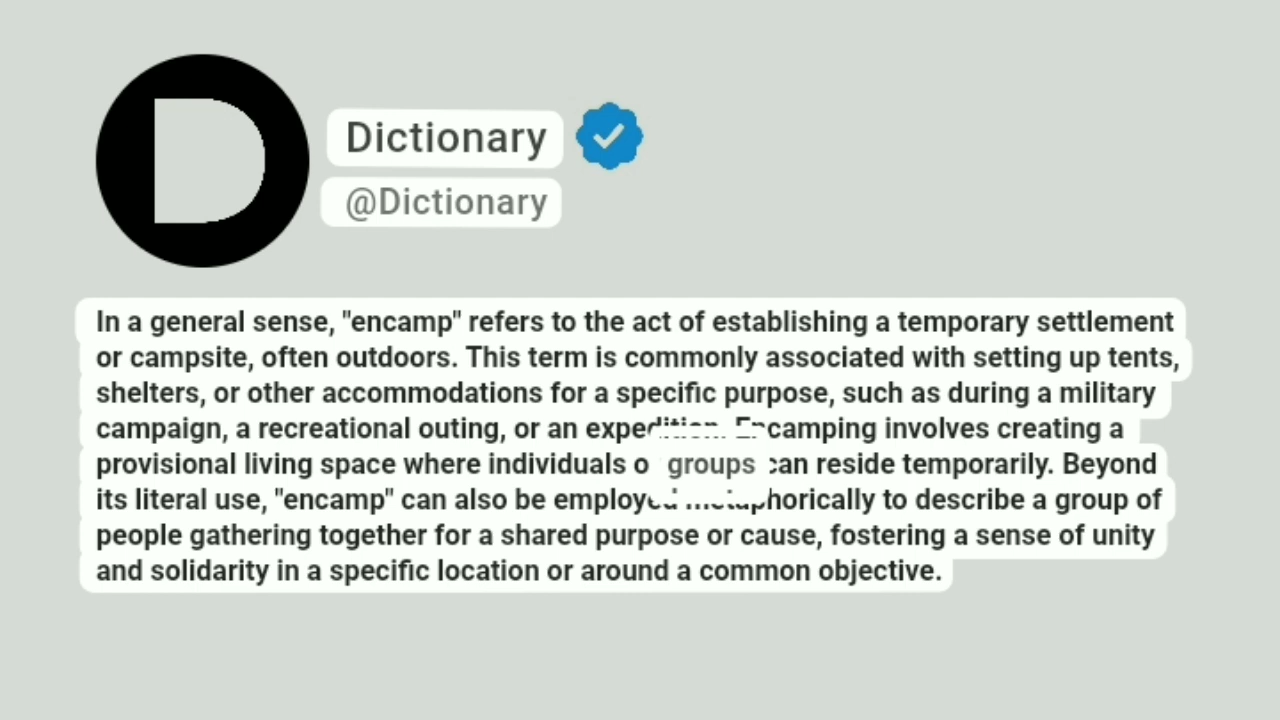 Dictionary
@Dictionary
In a general sense, "encamp" refers to the act of establishing a temporary settlement
or campsite, often outdoors. This term is commonly associated with setting up tents,
shelters, or other accommodations for a specific purpose, such as during a military
campaign, a recreational outing, or an expedition. Encamping involves creating a
provisional living space where individuals o groups can reside temporarily. Beyond
its literal use, "encamp" can also be employed metaphorically to describe a group of
people gathering together for a shared purpose or cause, fostering a sense of unity
and solidarity in a specific location or around a common objective.